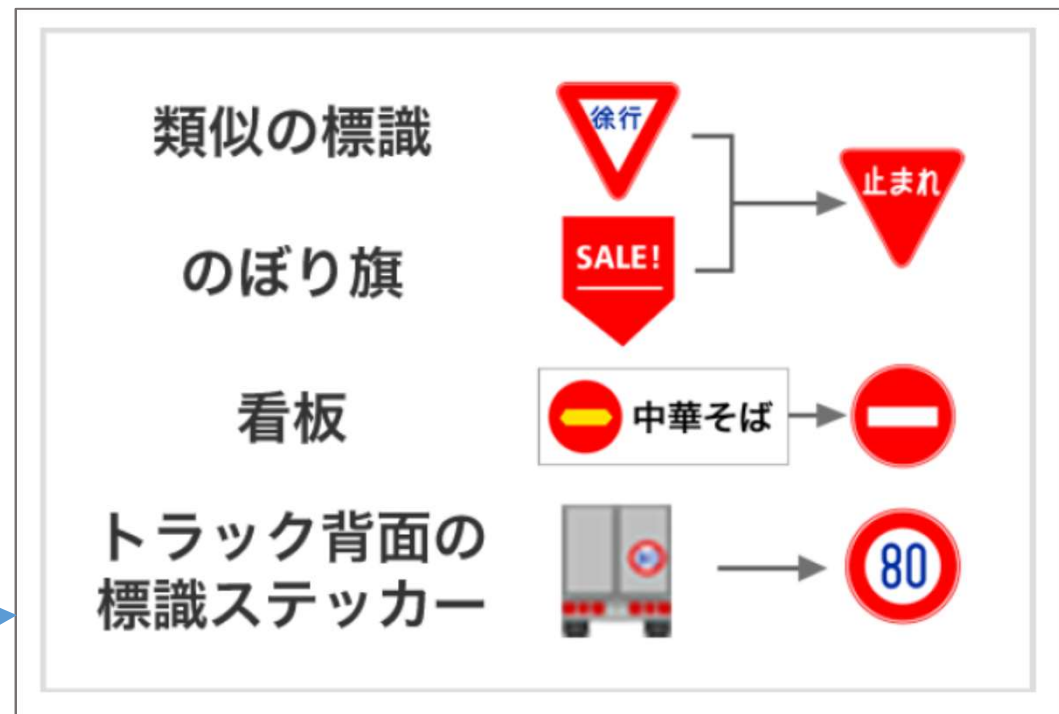 類似の標識
徐行
止まれ
のぼり旗
SALE!
看板
中華そば
トラック背面の
標識ステッカー
80